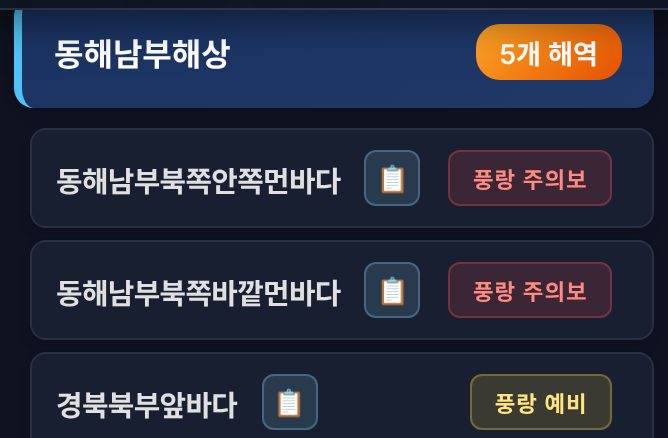 동해남부해상
5개 해역
동해남부북쪽안쪽먼바다
풍랑 주의보
동해남부북쪽바깥먼바다
풍랑 주의보
경북북부앞바다
풍랑 예비